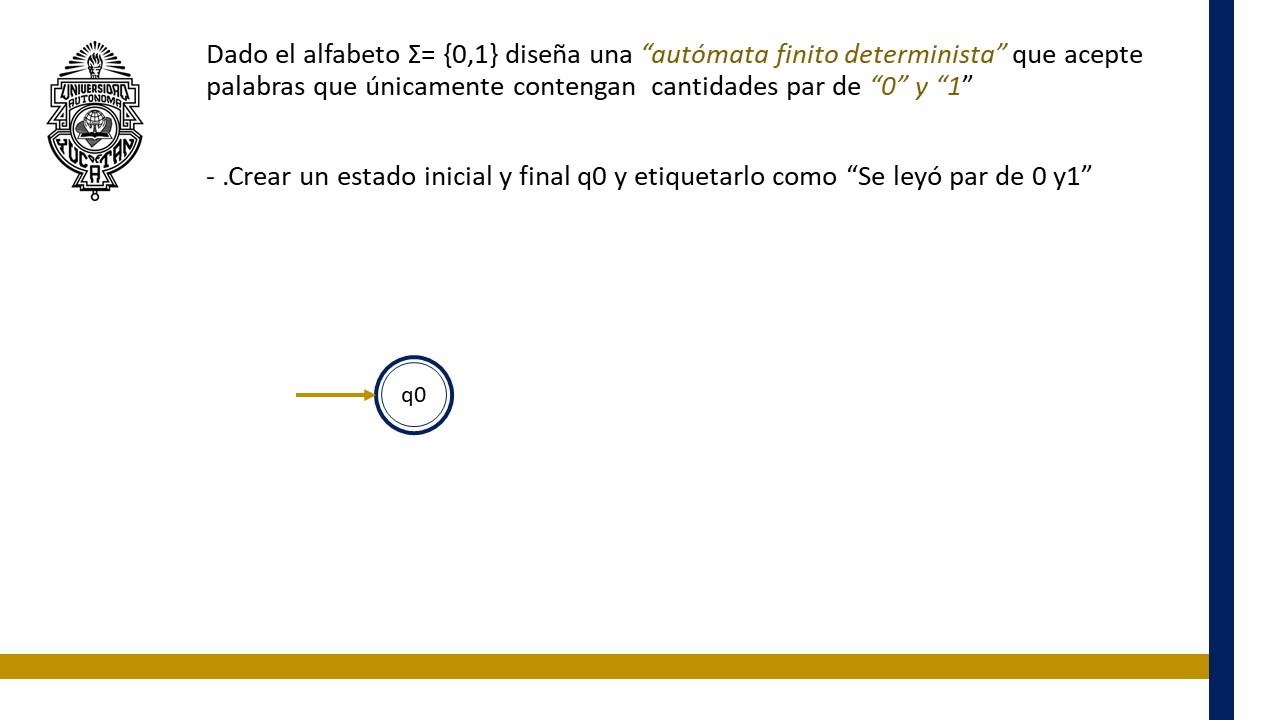 Dado el alfabeto Σ= {0,1} diseña una “autómata finito determinista” que acepte
palabras que únicamente contengan  cantidades par de “0” y “1”
UNIVERSIDAD
AUTONOMA
YUCATAN
- .Crear un estado inicial y final q0 y etiquetarlo como “Se leyó par de 0 y1”
q0